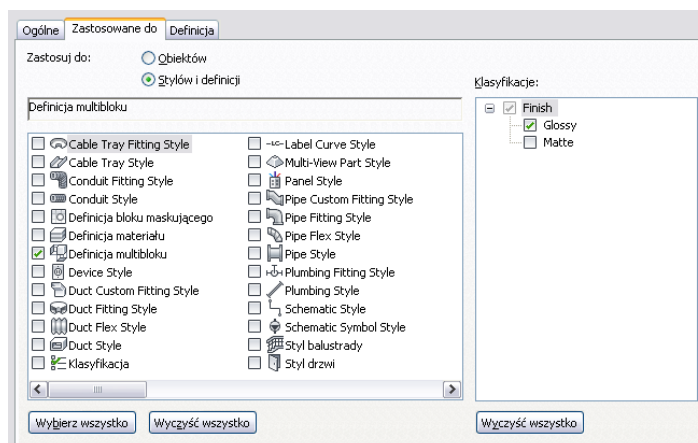 Ogólne Zastosowane do Definicja
Zastosuj do:
Obiektów
Stylów i definicji
Definicja multibloku
Cable Tray Fitting Style
Cable Tray Style
Conduit Fitting Style
Conduit Style
Definicja bloku maskującego
Definicja materiału
Definicja multibloku
Device Style
Duct Custom Fitting Style
Duct Fitting Style
Duct Flex Style
Duct Style
Klasyfikacja
Label Curve Style
Multi-View Part Style
Panel Style
Pipe Custom Fitting Style
Pipe Fitting Style
Pipe Flex Style
Pipe Style
Plumbing Fitting Style
Plumbing Style
Schematic Style
Schematic Symbol Style
Styl balustrady
Styl drzwi
Wybierz wszystko Wyczyść wszystko
Klasyfikacje:
Finish
Glossy
Matte
Wyczyść wszystko